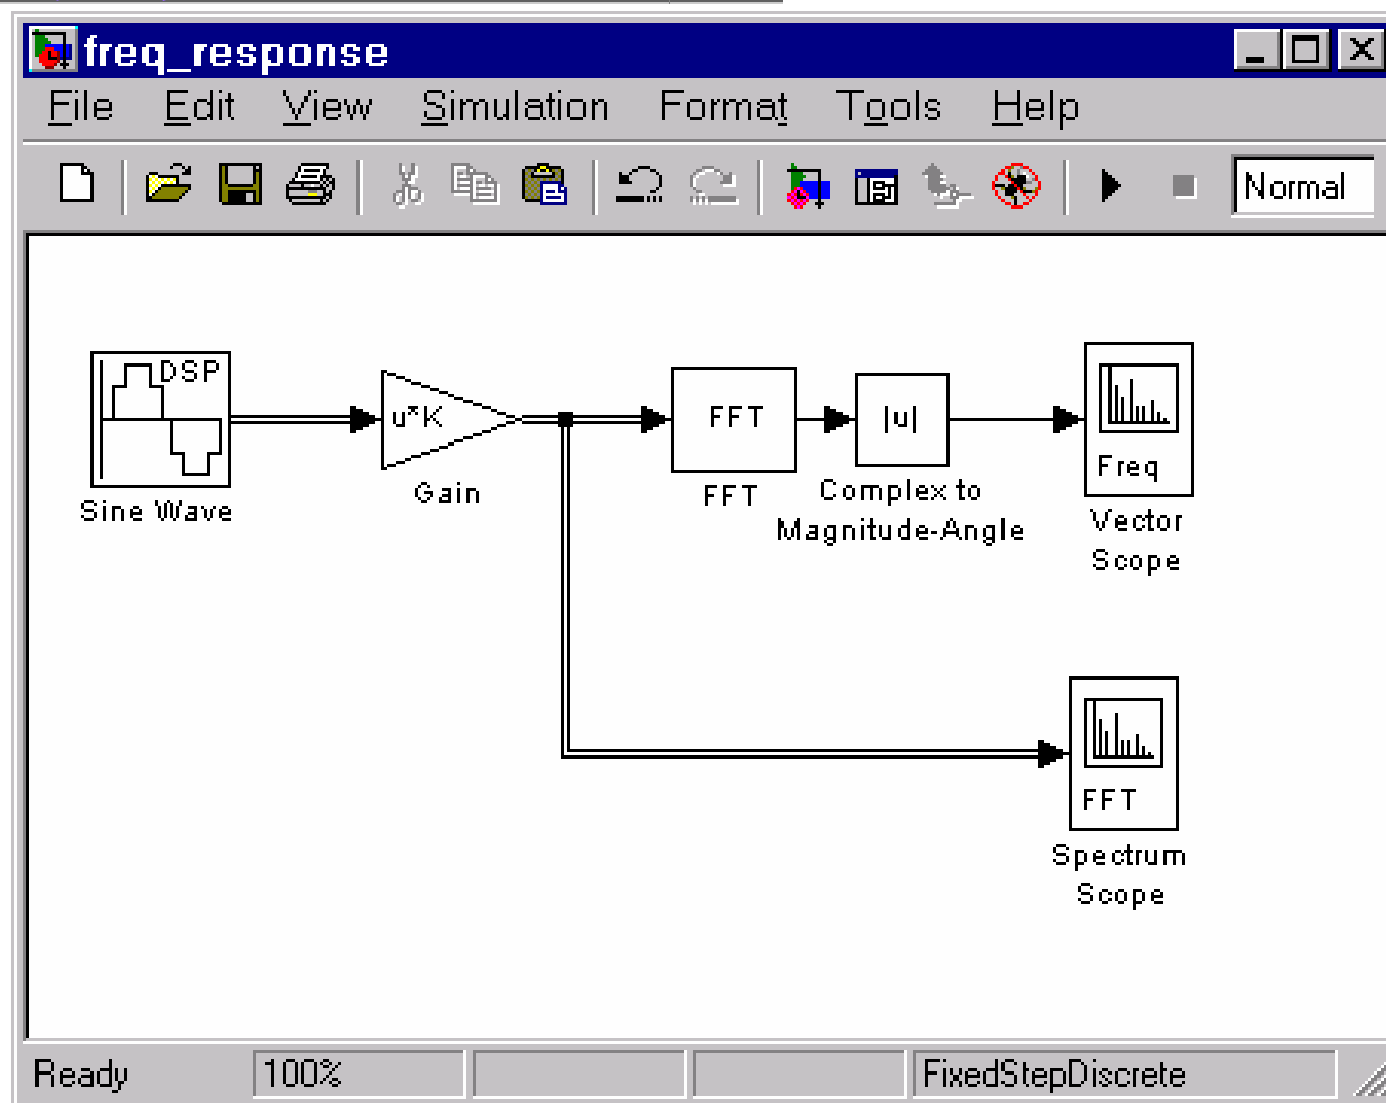 freq_response
File Edit View Simulation Format Tools Help
Normal
DSP
Sine Wave
u*K
Gain
FFT
FFT
|u|
Complex to
Magnitude-Angle
Freq
Vector
Scope
FFT
Spectrum
Scope
Ready 100% FixedStepDiscrete